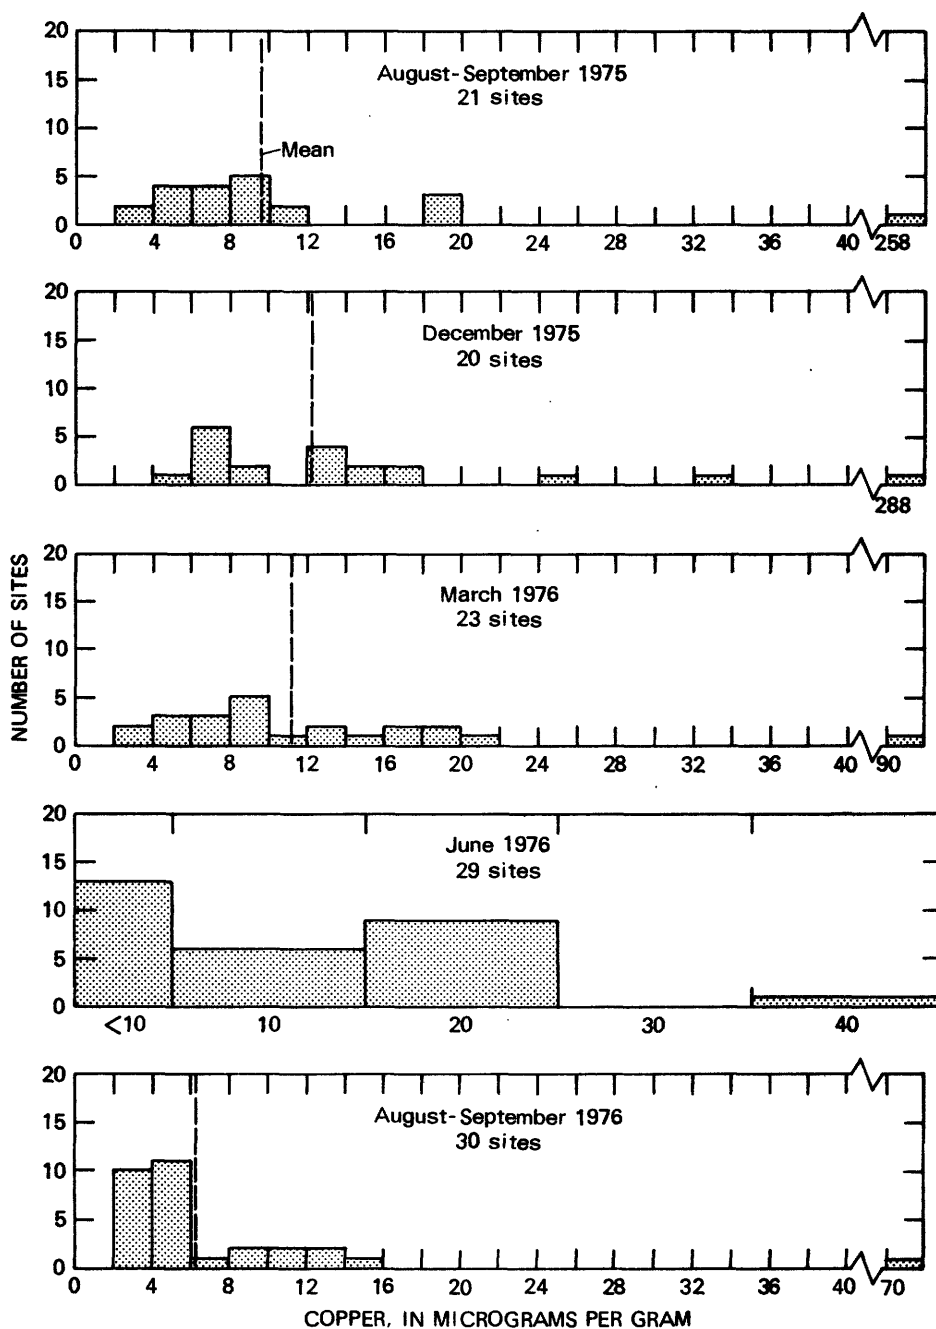 20
15
10
5
0
August-September 1975
21 sites
Mean
0 4 8 12 16 20 24 28 32 36 40 258
20
15
10
5
0
December 1975
20 sites
288
NUMBER OF SITES
20
15
10
5
0
March 1976
23 sites
0 4 8 12 16 20 24 28 32 36 40 90
20
15
10
5
0
June 1976
29 sites
<10 10 20 30 40
20
15
10
5
0
August-September 1976
30 sites
0 4 8 12 16 20 24 28 32 36 40 70
COPPER, IN MICROGRAMS PER GRAM